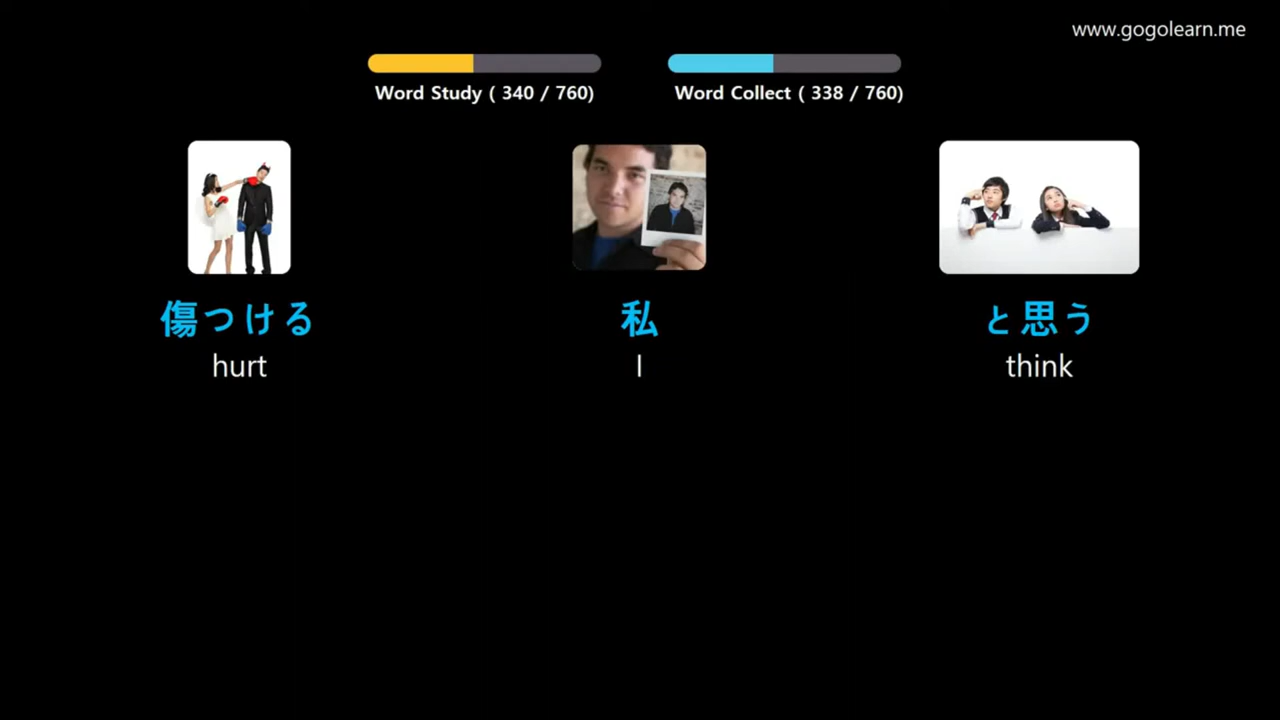 www.gogolearn.me
Word Study ( 340 / 760)
Word Collect ( 338 / 760)
傷つける
hurt
私
I
と思う
think